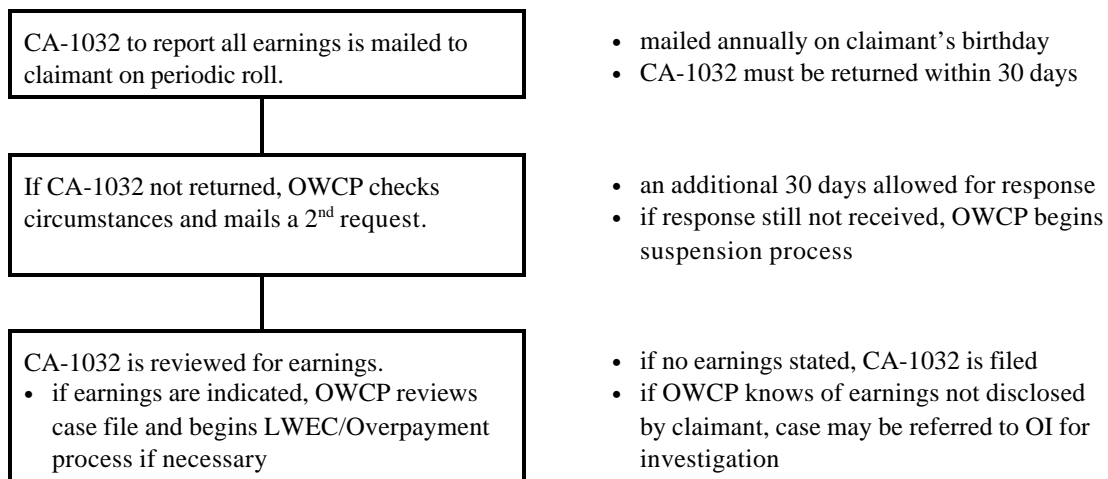 CA-1032 to report all earnings is mailed to
claimant on periodic roll.
• mailed annually on claimant’s birthday
• CA-1032 must be returned within 30 days
If CA-1032 not returned, OWCP checks
circumstances and mails a 2nd request.
• an additional 30 days allowed for response
• if response still not received, OWCP begins
suspension process
CA-1032 is reviewed for earnings.
• if earnings are indicated, OWCP reviews
case file and begins LWEC/Overpayment
process if necessary
• if no earnings stated, CA-1032 is filed
• if OWCP knows of earnings not disclosed
by claimant, case may be referred to OI for
investigation